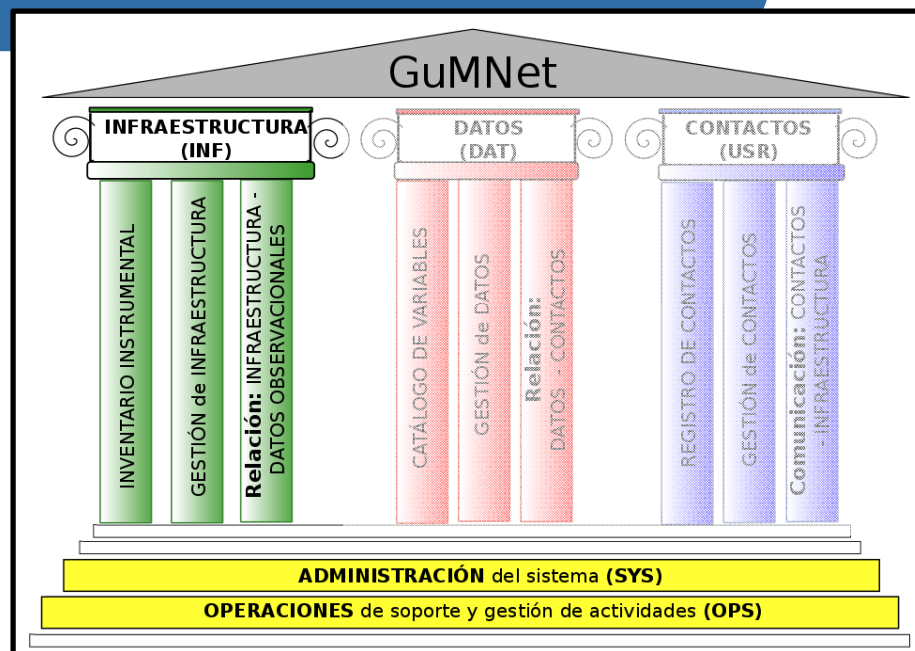 GuMNet
INFRAESTRUCTURA
(INF)
DATOS
(DAT)
CONTACTOS
(USR)
INVENTARIO INSTRUMENTAL
GESTIÓN de INFRAESTRUCTURA
Relación: INFRAESTRUCTURA -
DATOS OBSERVACIONALES
CATÁLOGO DE VARIABLES
GESTIÓN de DATOS
Relación:
DATOS - CONTACTOS
REGISTRO DE CONTACTOS
GESTIÓN de CONTACTOS
Comunicación: CONTACTOS
- INFRAESTRUCTURA
ADMINISTRACIÓN del sistema (SYS)
OPERACIONES de soporte y gestión de actividades (OPS)